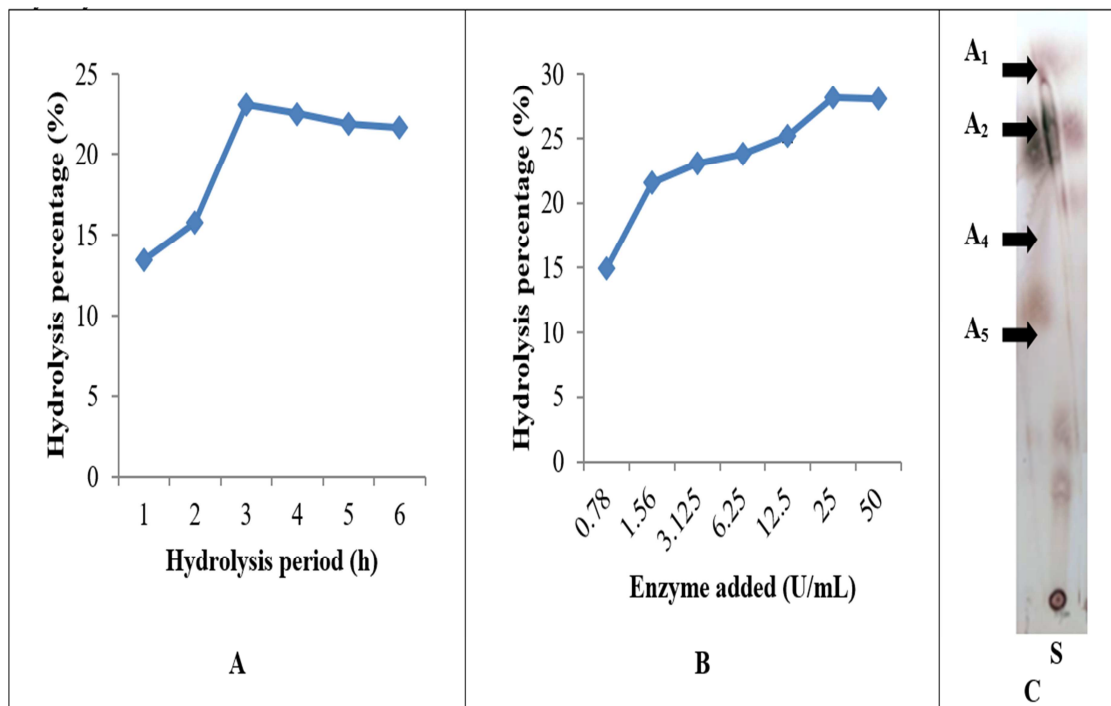 Hydrolysis percentage (%)
25
20
15
10
5
0
1 2 3 4 5 6
Hydrolysis period (h)
A
Hydrolysis percentage (%)
30
25
20
15
10
5
0
0.78 1.56 3.125 6.25 12.5 25 50
Enzyme added (U/mL)
B
A₁
A₂
A₄
A₅
S
C